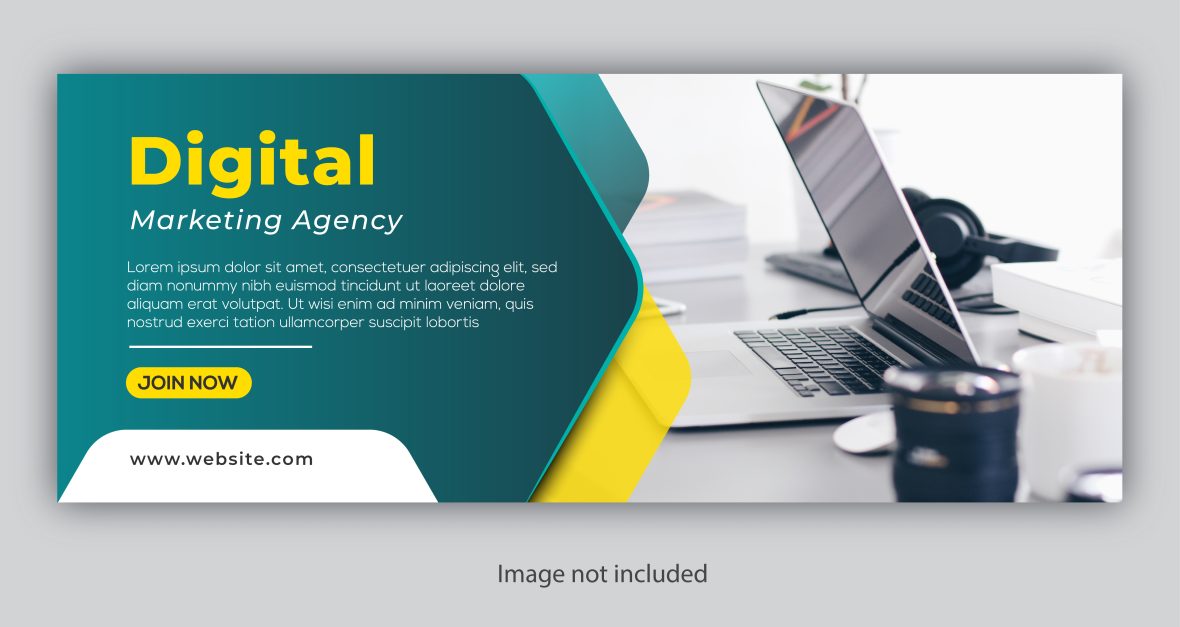 Digital
Marketing Agency
Lorem ipsum dolor sit amet, consectetuer adipiscing elit, sed
diam nonummy nibh euismod tincidunt ut laoreet dolore
aliquam erat volutpat. Ut wisi enim ad minim veniam, quis
nostrud exerci tation ullamcorper suscipit lobortis
JOIN NOW
www.website.com
Image not included